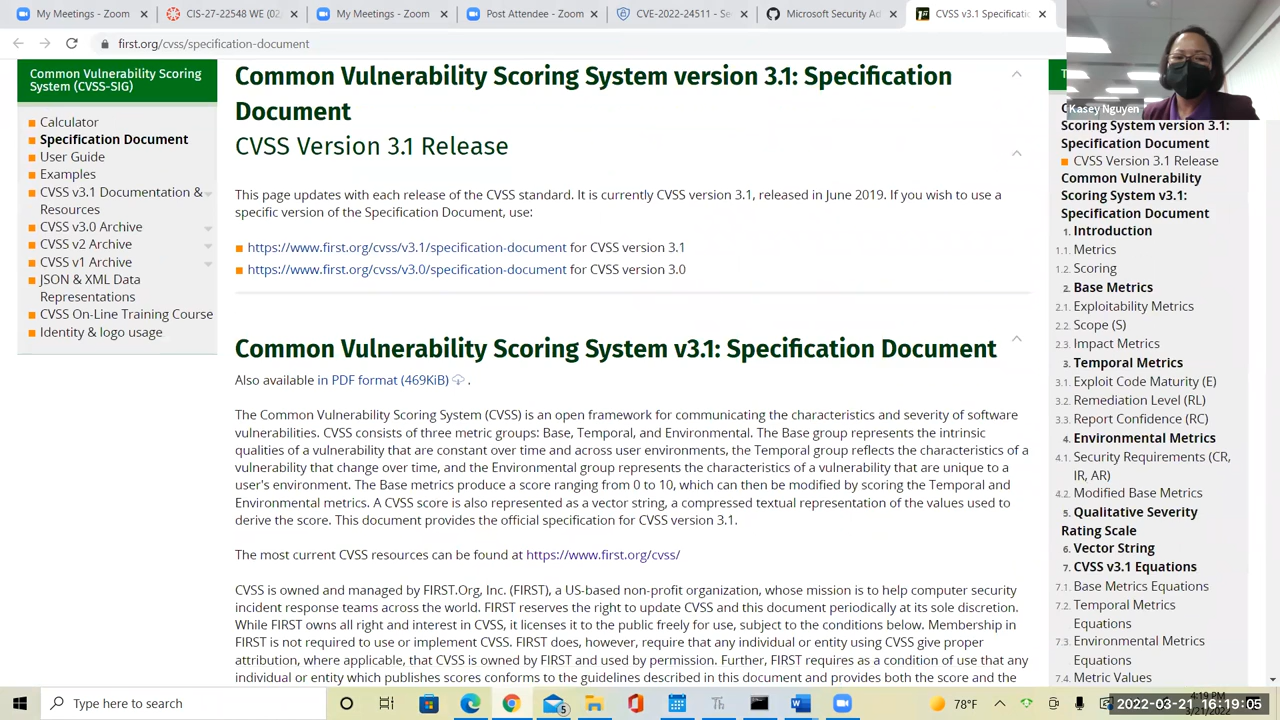 My Meetings - Zoom
CIS-27-22548 WE (02
My Meetings - Zoom
Post Attendee - Zoom
CVE-2022-24511 - Se
Microsoft Security Ad
CVSS v3.1 Specificati
first.org/cvss/specification-document
Kasey Nguyen
Common Vulnerability Scoring
System (CVSS-SIG)
Calculator
Specification Document
User Guide
Examples
CVSS v3.1 Documentation &
Resources
CVSS v3.0 Archive
CVSS v2 Archive
CVSS v1 Archive
JSON & XML Data
Representations
CVSS On-Line Training Course
Identity & logo usage
Common Vulnerability Scoring System version 3.1: Specification
Document
CVSS Version 3.1 Release
This page updates with each release of the CVSS standard. It is currently CVSS version 3.1, released in June 2019. If you wish to use a
specific version of the Specification Document, use:
https://www.first.org/cvss/v3.1/specification-document for CVSS version 3.1
https://www.first.org/cvss/v3.0/specification-document for CVSS version 3.0
Common Vulnerability Scoring System v3.1: Specification Document
Also available in PDF format (469KiB) .
The Common Vulnerability Scoring System (CVSS) is an open framework for communicating the characteristics and severity of software
vulnerabilities. CVSS consists of three metric groups: Base, Temporal, and Environmental. The Base group represents the intrinsic
qualities of a vulnerability that are constant over time and across user environments, the Temporal group reflects the characteristics of a
vulnerability that change over time, and the Environmental group represents the characteristics of a vulnerability that are unique to a
user's environment. The Base metrics produce a score ranging from 0 to 10, which can then be modified by scoring the Temporal and
Environmental metrics. A CVSS score is also represented as a vector string, a compressed textual representation of the values used to
derive the score. This document provides the official specification for CVSS version 3.1.
The most current CVSS resources can be found at https://www.first.org/cvss/
CVSS is owned and managed by FIRST.Org, Inc. (FIRST), a US-based non-profit organization, whose mission is to help computer security
incident response teams across the world. FIRST reserves the right to update CVSS and this document periodically at its sole discretion.
While FIRST owns all right and interest in CVSS, it licenses it to the public freely for use, subject to the conditions below. Membership in
FIRST is not required to use or implement CVSS. FIRST does, however, require that any individual or entity using CVSS give proper
attribution, where applicable, that CVSS is owned by FIRST and used by permission. Further, FIRST requires as a condition of use that any
individual or entity which publishes scores conforms to the guidelines described in this document and provides both the score and the
Scoring System version 3.1:
Specification Document
CVSS Version 3.1 Release
Common Vulnerability
Scoring System v3.1:
Specification Document
1. Introduction
1.1. Metrics
1.2. Scoring
2. Base Metrics
2.1. Exploitability Metrics
2.2. Scope (S)
2.3. Impact Metrics
3. Temporal Metrics
3.1. Exploit Code Maturity (E)
3.2. Remediation Level (RL)
3.3. Report Confidence (RC)
4. Environmental Metrics
4.1. Security Requirements (CR,
IR, AR)
4.2. Modified Base Metrics
5. Qualitative Severity
Rating Scale
6. Vector String
7. CVSS v3.1 Equations
7.1. Base Metrics Equations
7.2. Temporal Metrics
Equations
7.3. Environmental Metrics
Equations
7.4. Metric Values
Type here to search
5
78°F
4:19 PM
2022-03-21 16:19:05
3/21/2022